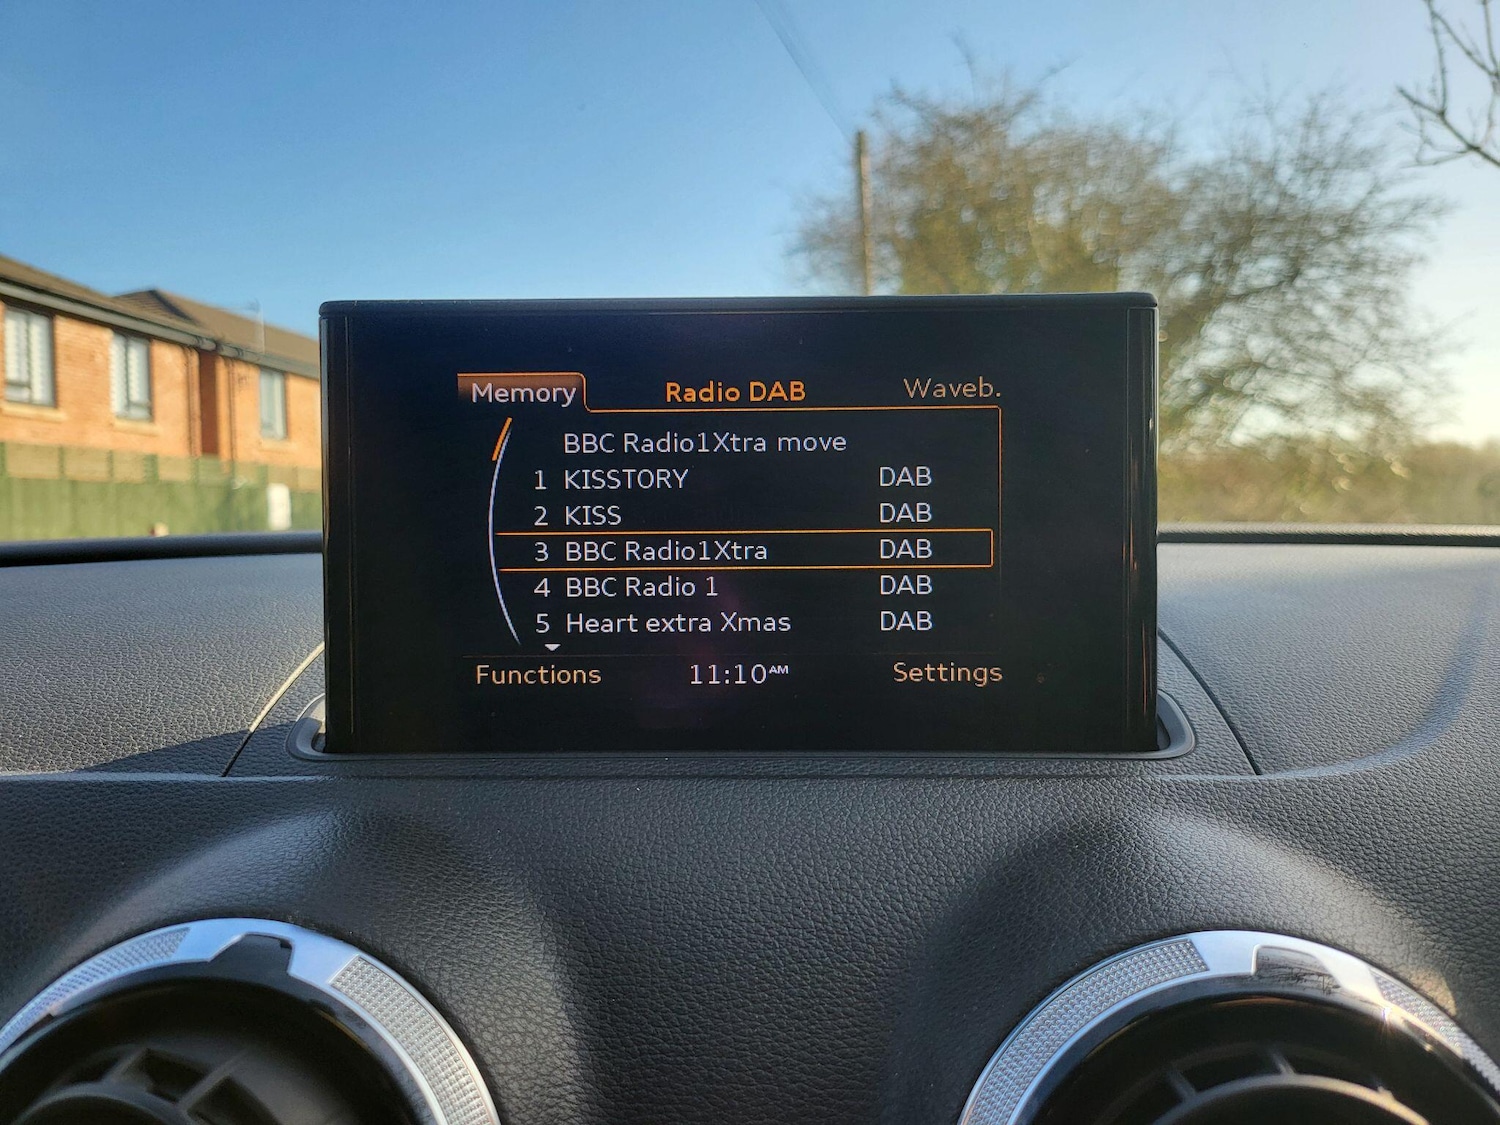 Memory Radio DAB Waveb.
BBC Radio1Xtra move
1 KISSTORY DAB
2 KISS DAB
3 BBC Radio1Xtra DAB
4 BBC Radio 1 DAB
5 Heart extra Xmas DAB
Functions 11:10AM Settings